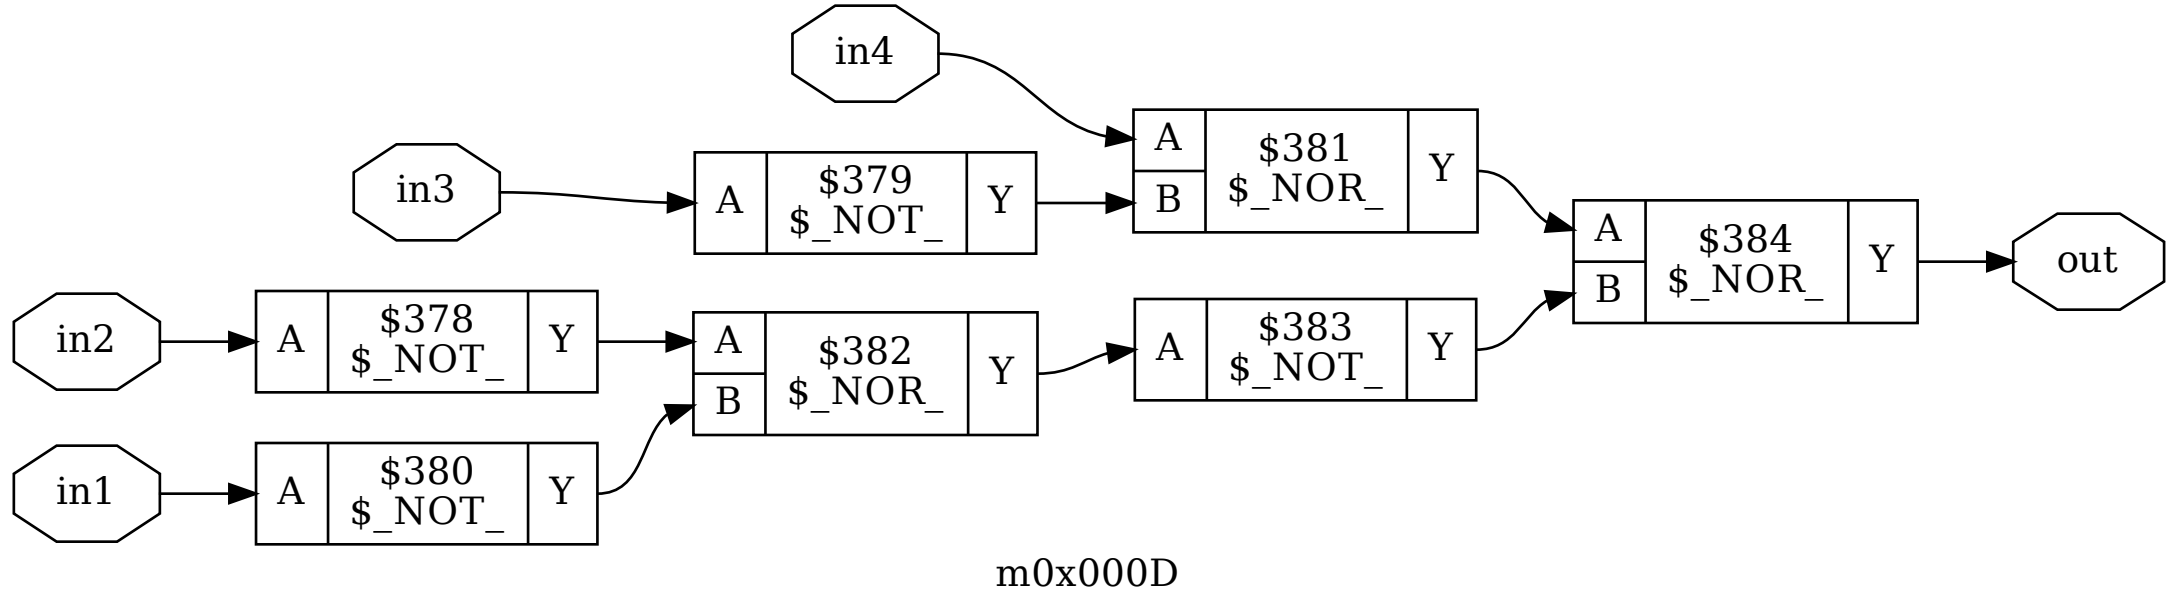 in4
in3
A
$379
$_NOT_
Y
A
B
$381
$_NOR_
Y
in2
A
$378
$_NOT_
Y
A
B
$382
$_NOR_
Y
A
$383
$_NOT_
Y
A
B
$384
$_NOR_
Y
out
in1
A
$380
$_NOT_
Y
m0x000D